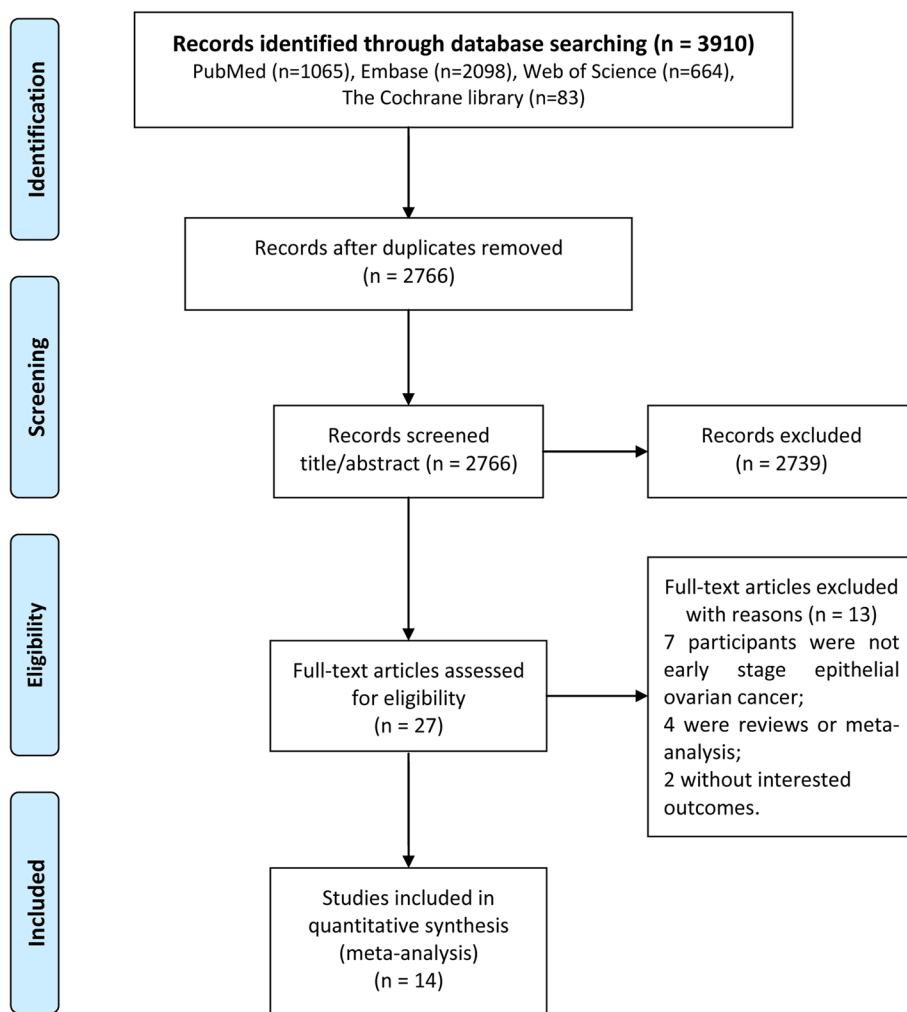 Identification
Records identified through database searching (n = 3910)
PubMed (n=1065), Embase (n=2098), Web of Science (n=664),
The Cochrane library (n=83)
Records after duplicates removed
(n = 2766)
Screening
Records screened
title/abstract (n = 2766)
Records excluded
(n = 2739)
Eligibility
Full-text articles assessed
for eligibility
(n = 27)
Full-text articles excluded
with reasons (n = 13)
7 participants were not
early stage epithelial
ovarian cancer;
4 were reviews or meta-
analysis;
2 without interested
outcomes.
Included
Studies included in
quantitative synthesis
(meta-analysis)
(n = 14)